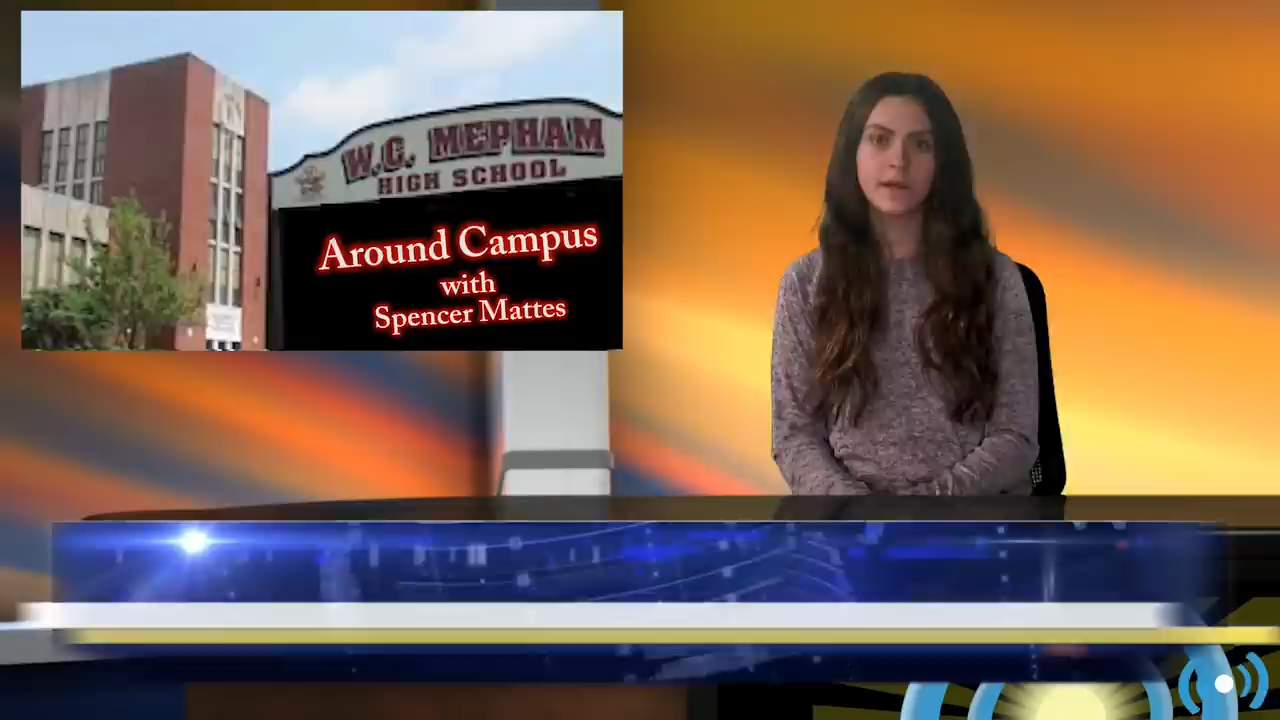 W.C. MEPHAM
HIGH SCHOOL
Around Campus
with
Spencer Mattes